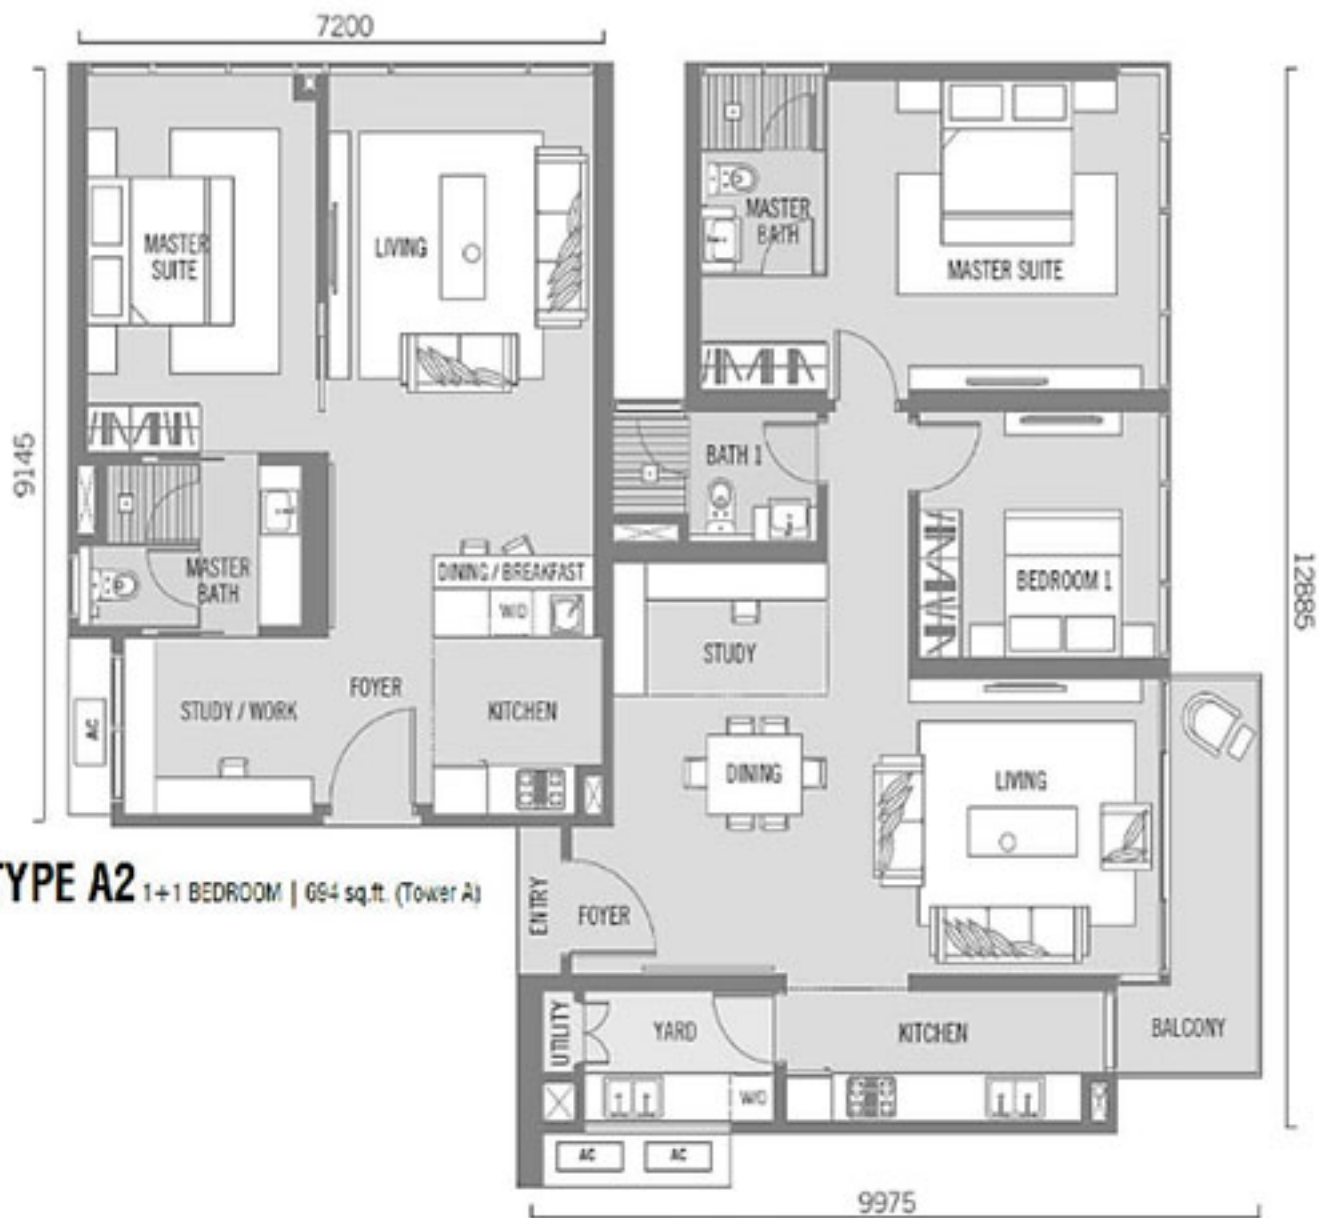 7200
MASTER
SUITE
LIVING
MASTER
BATH
MASTER SUITE
9145
BATH 1
MASTER
BATH
DINING / BREAKFAST
W/D
BEDROOM 1
12885
STUDY
AC
STUDY / WORK
FOYER
KITCHEN
DINING
LIVING
TYPE A2 1+1 BEDROOM | 694 sq.ft. (Tower A)
ENTRY
FOYER
UTILITY
YARD
KITCHEN
BALCONY
W/D
AC
AC
9975